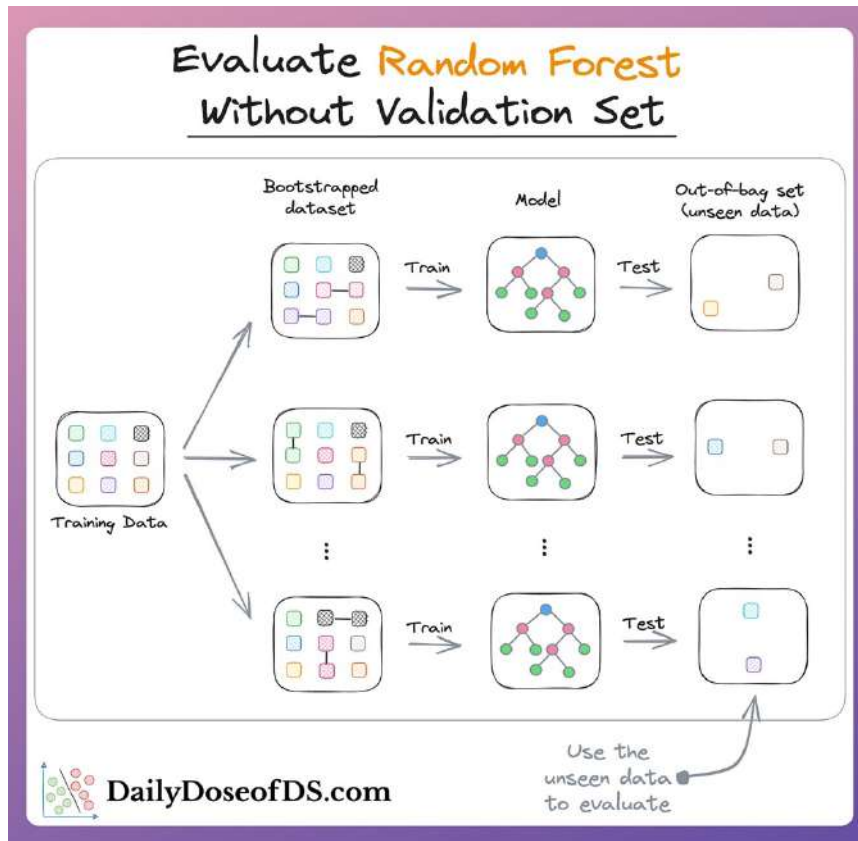 Evaluate Random Forest
Without Validation Set
Bootstrapped
dataset
Model
Out-of-bag set
(unseen data)
Train
Test
Train
Test
Training Data
Train
Test
Use the
unseen data
to evaluate
DailyDoseofDS.com